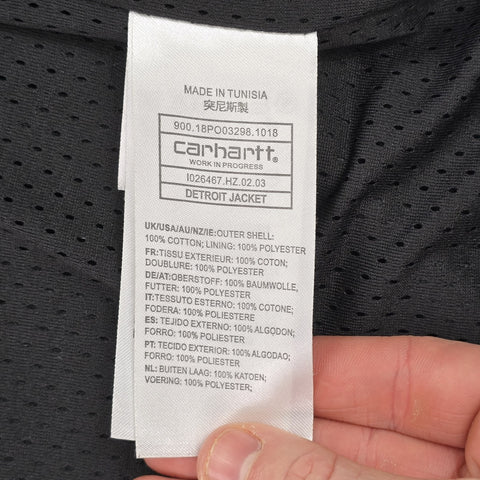 MADE IN TUNISIA
突尼斯製
900.18PO03298.1018
carhartt.
WORK IN PROGRESS
I026467.HZ.02.03
DETROIT JACKET
UK/USA/AU/NZ/IE:OUTER SHELL:
100% COTTON; LINING: 100% POLYESTER
FR:TISSU EXTERIEUR: 100% COTON;
DOUBLURE: 100% POLYESTER
DE/AT:OBERSTOFF: 100% BAUMWOLLE,
FUTTER: 100% POLYESTER
IT:TESSUTO ESTERNO: 100% COTONE;
FODERA: 100% POLIESTERE
ES: TEJIDO EXTERNO: 100% ALGODON;
FORRO: 100% POLIESTER
PT: TECIDO EXTERIOR: 100% ALGODAO;
FORRO: 100% POLIESTER
NL: BUITEN LAAG: 100% KATOEN;
VOERING: 100% POLYESTER